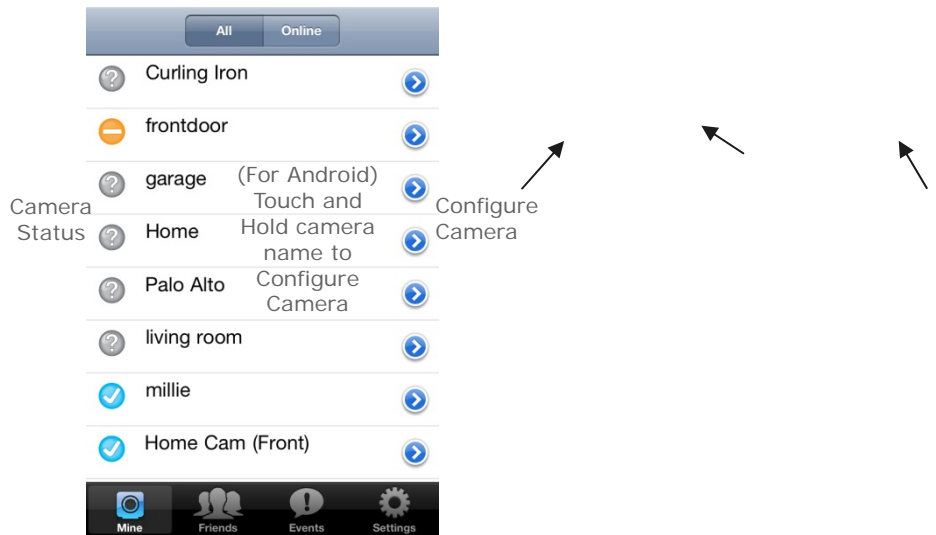 All Online
Curling Iron
frontdoor
garage
Home
Palo Alto
living room
millie
Home Cam (Front)
Camera
Status
(For Android)
Touch and
Hold camera
name to
Configure
Camera
Configure
Camera
Mine Friends Events Settings